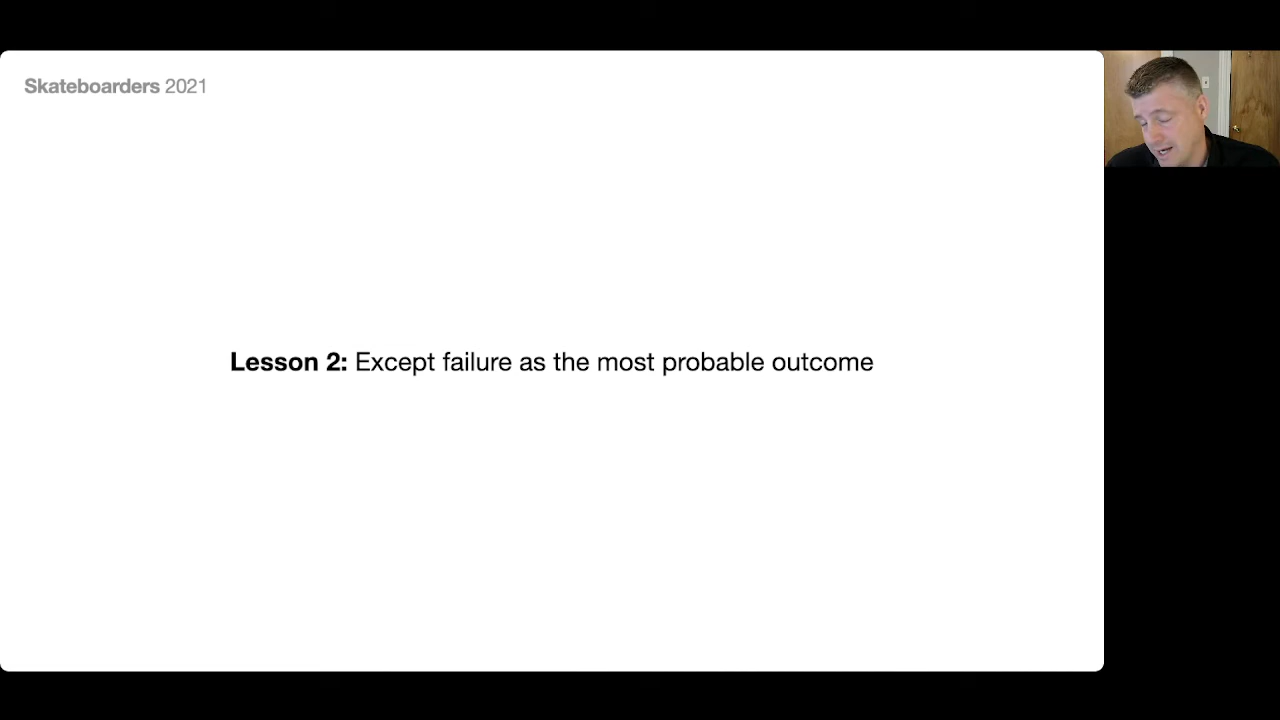 Skateboarders 2021
Lesson 2: Except failure as the most probable outcome